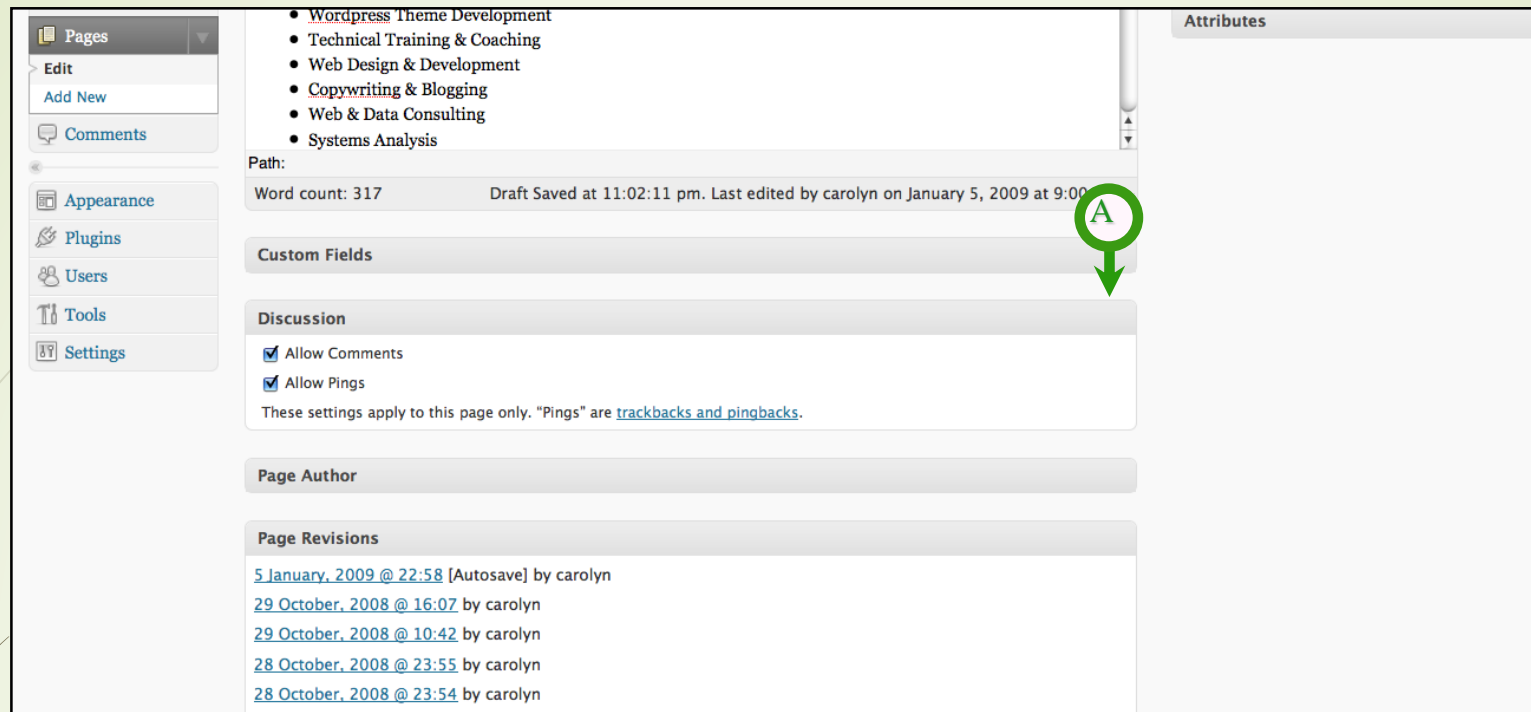 Pages
Edit
Add New
Comments
Appearance
Plugins
Users
Tools
Settings
Wordpress Theme Development
Technical Training & Coaching
Web Design & Development
Copywriting & Blogging
Web & Data Consulting
Systems Analysis
Path:
Word count: 317 Draft Saved at 11:02:11 pm. Last edited by carolyn on January 5, 2009 at 9:00
A
Custom Fields
Discussion
Allow Comments
Allow Pings
These settings apply to this page only. "Pings" are trackbacks and pingbacks.
Page Author
Page Revisions
5 January, 2009 @ 22:58 [Autosave] by carolyn
29 October, 2008 @ 16:07 by carolyn
29 October, 2008 @ 10:42 by carolyn
28 October, 2008 @ 23:55 by carolyn
28 October, 2008 @ 23:54 by carolyn
Attributes